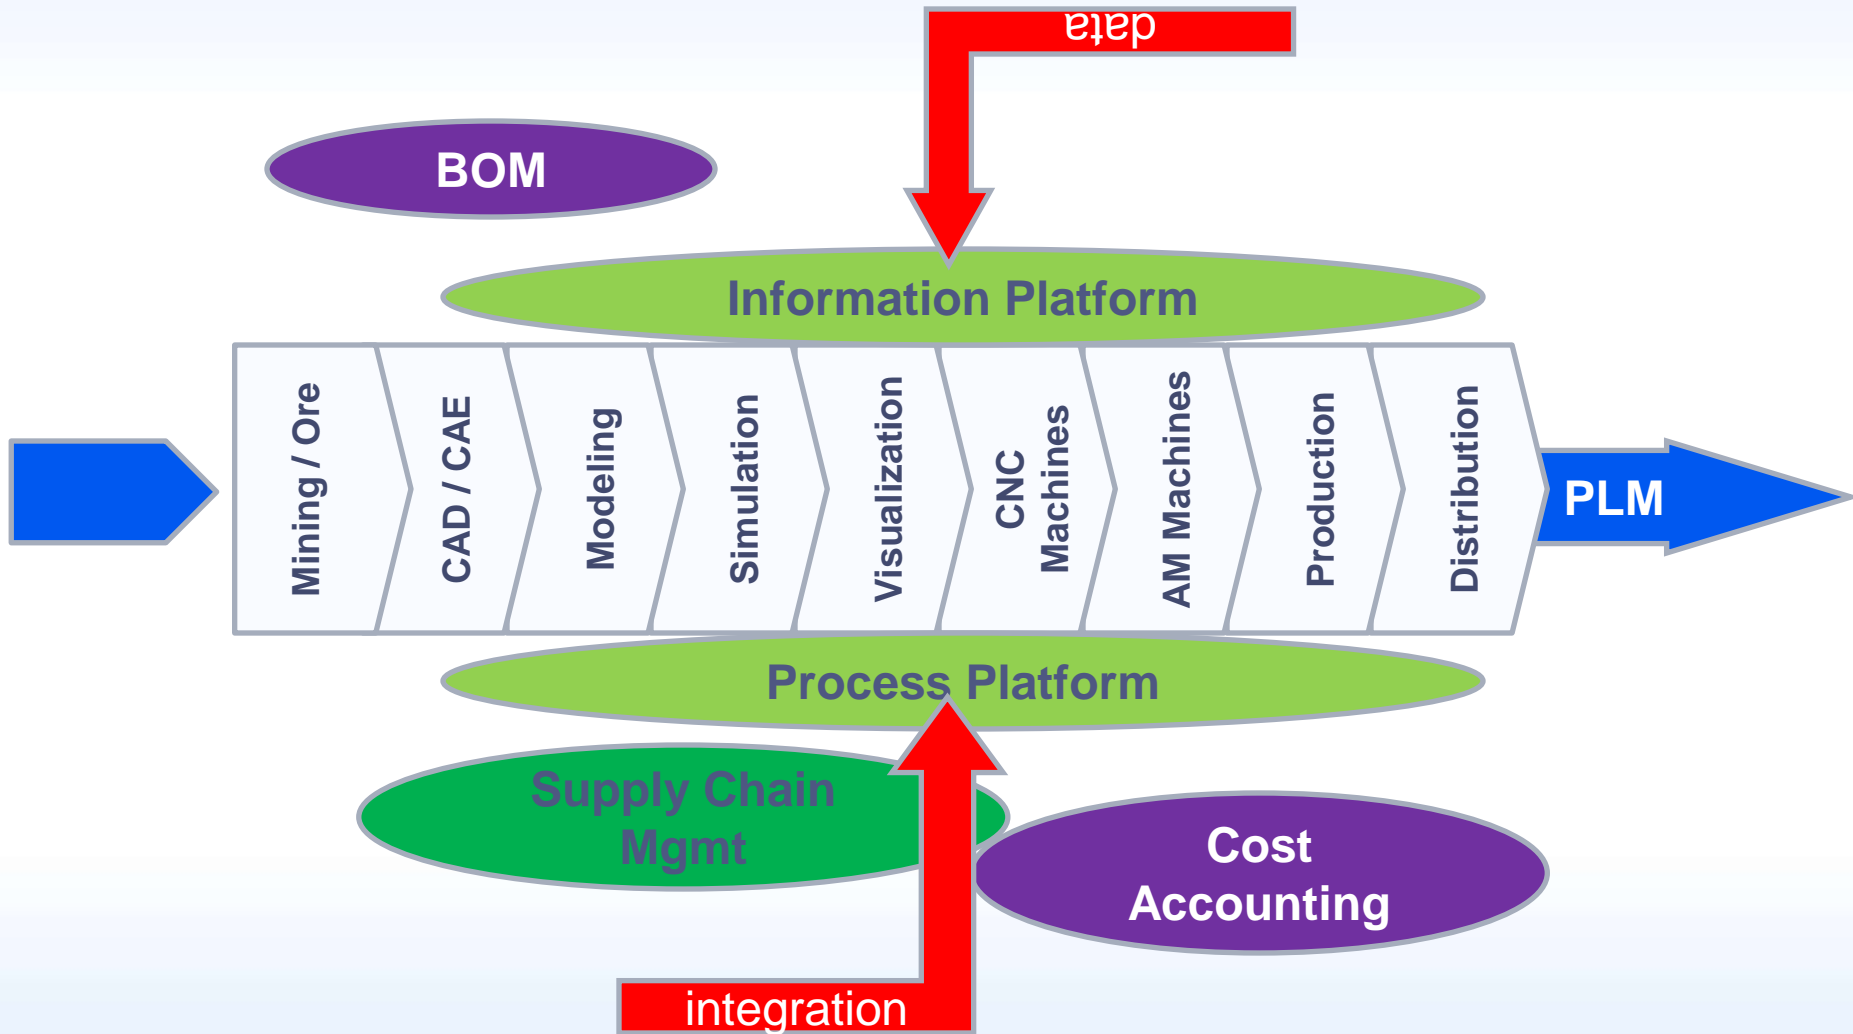 data
BOM
Information Platform
Mining / Ore
CAD / CAE
Modeling
Simulation
Visualization
CNC
Machines
AM Machines
Production
Distribution
PLM
Process Platform
Supply Chain
Mgmt
Cost
Accounting
integration